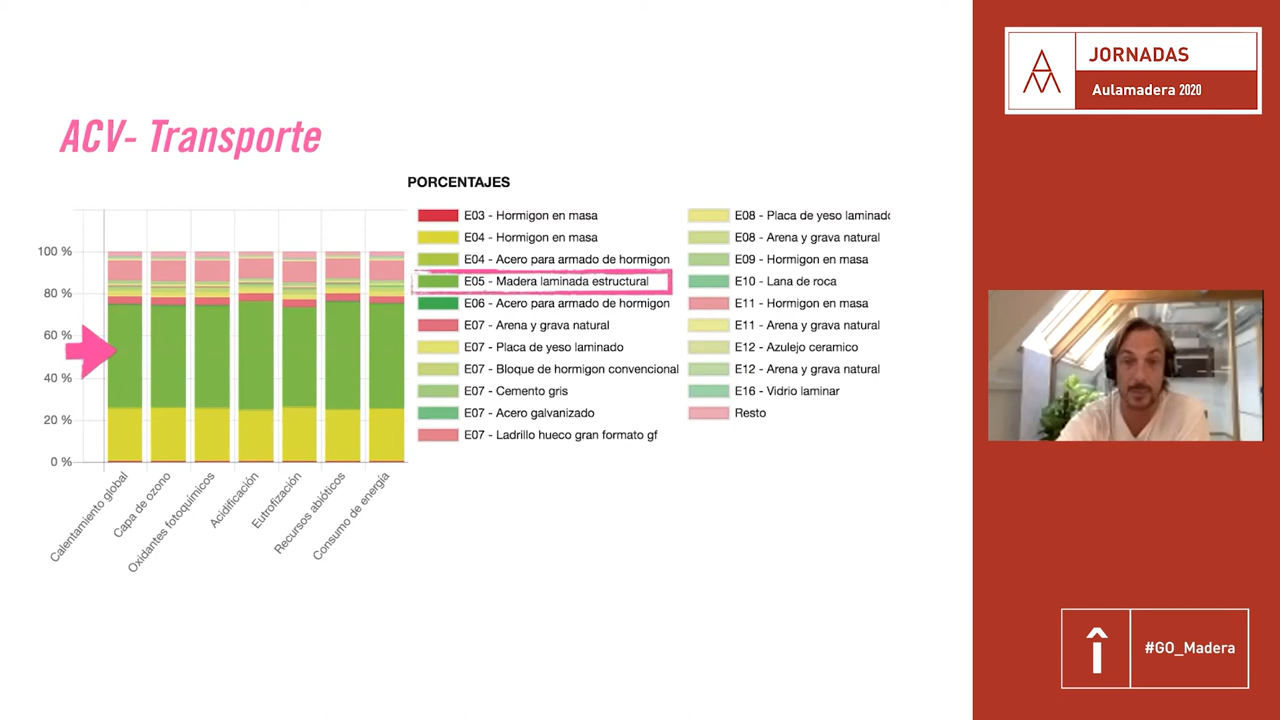 JORNADAS
Aulamadera 2020
ACV- Transporte
PORCENTAJES
100 %
80 %
60 %
40 %
20 %
0 %
Calentamiento global
Capa de ozono
Oxidantes fotoquímicos
Acidificación
Eutrofización
Recursos abióticos
Consumo de energía
E03 - Hormigon en masa
E04 - Hormigon en masa
E04 - Acero para armado de hormigon
E05 - Madera laminada estructural
E06 - Acero para armado de hormigon
E07 - Arena y grava natural
E07 - Placa de yeso laminado
E07 - Bloque de hormigon convencional
E07 - Cemento gris
E07 - Acero galvanizado
E07 - Ladrillo hueco gran formato gf
E08 - Placa de yeso laminado
E08 - Arena y grava natural
E09 - Hormigon en masa
E10 - Lana de roca
E11 - Hormigon en masa
E11 - Arena y grava natural
E12 - Azulejo ceramico
E12 - Arena y grava natural
E16 - Vidrio laminar
Resto
#GO_Madera